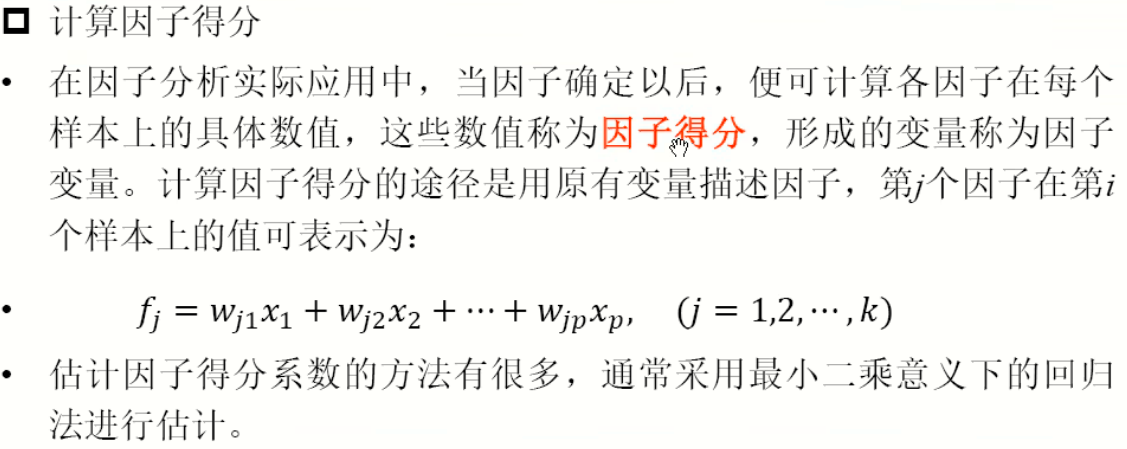 计算因子得分
• 在因子分析实际应用中，当因子确定以后，便可计算各因子在每个
样本上的具体数值，这些数值称为因子得分，形成的变量称为因子
变量。计算因子得分的途径是用原有变量描述因子，第j个因子在第i
个样本上的值可表示为：
• f_j = w_{j1}x_1 + w_{j2}x_2 + ⋯ + w_{jp}x_p, (j = 1,2,⋯,k)
• 估计因子得分系数的方法有很多，通常采用最小二乘意义下的回归
法进行估计。